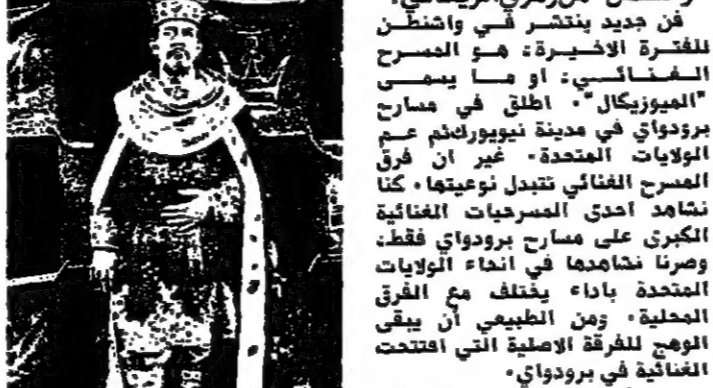 فن جديد ينتشر في واشنطن
للفترة الاخيرة: هو المسرح
الغنائي: او ما يسمى
"الميوزيكال". اطلق في مسارح
برودواي في مدينة نيويورك ثم عم
الولايات المتحدة. غير ان فرق
المسرح الغنائي تتبدل نوعيتها. كنا
نشاهد احدى المسرحيات الغنائية
الكبرى على مسارح برودواي فقط:
وصرنا نشاهدها في انحاء الولايات
المتحدة باداء يختلف مع الفرق
المحلية. ومن الطبيعي أن يبقى
الوهج للفرقة الاصلية التي افتتحت
الغنائية في برودواي.